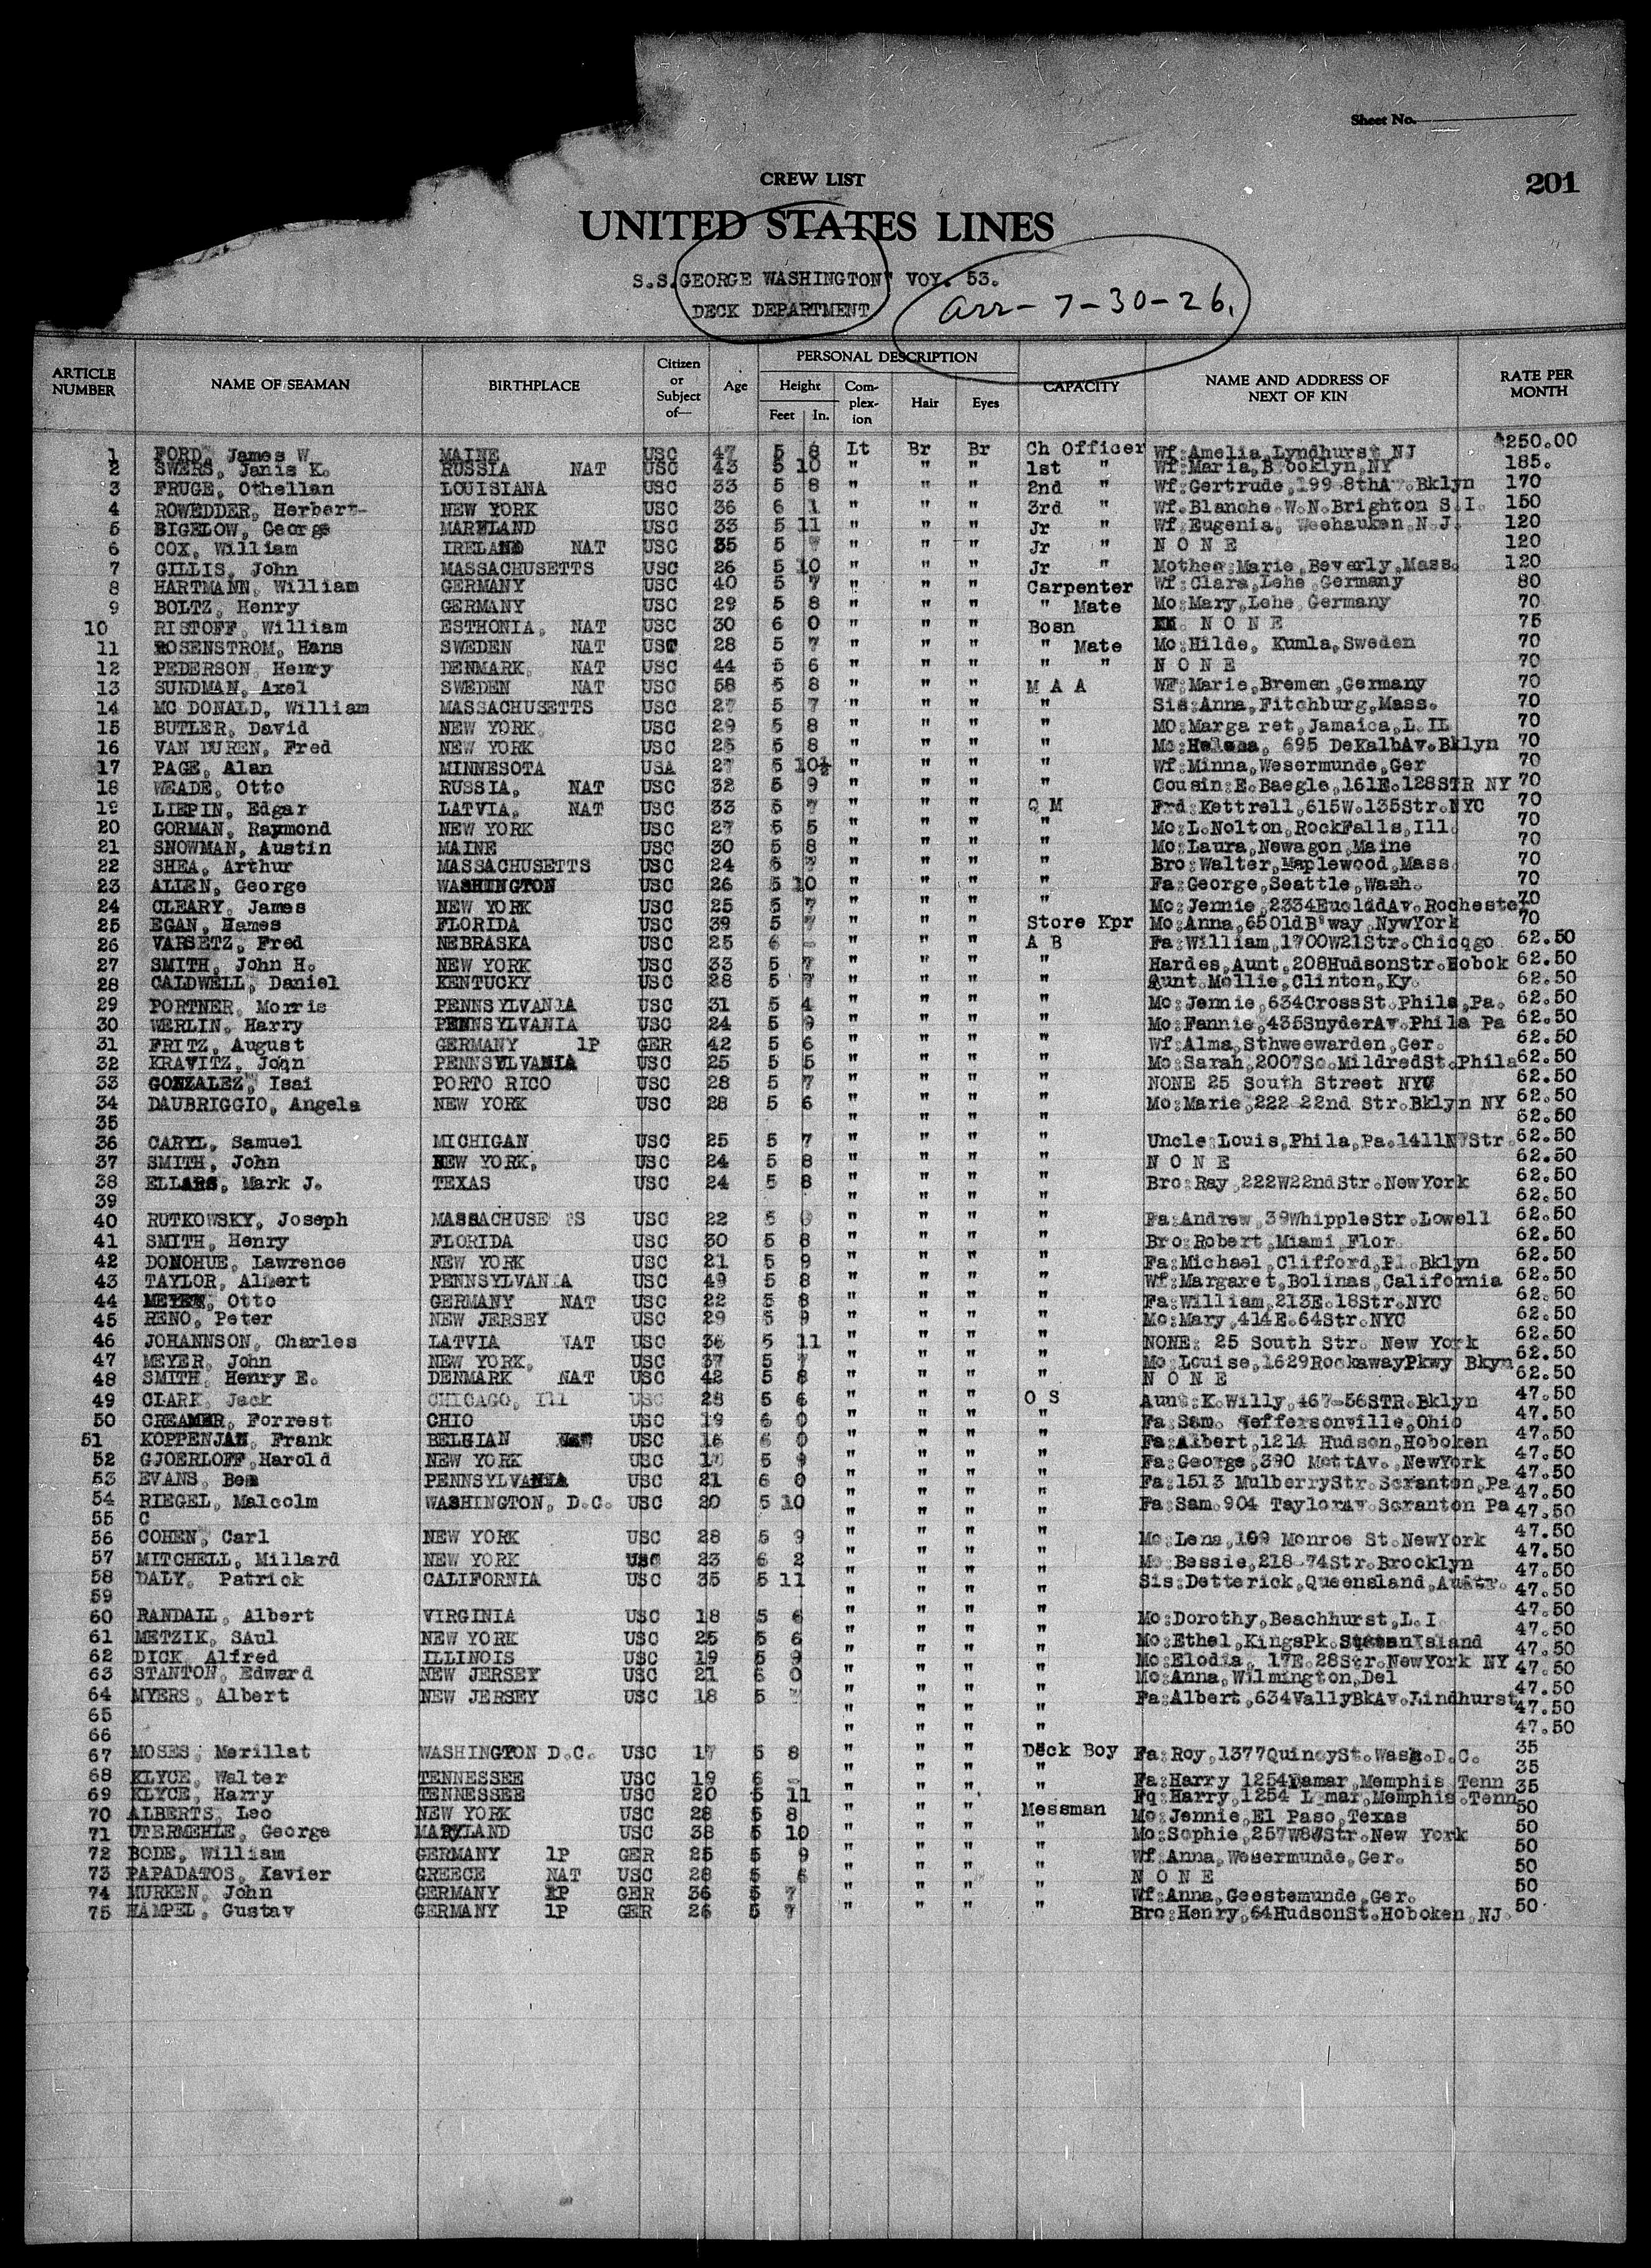 Sheet No.
CREW LIST
201
UNITED STATES LINES
S.S.GEORGE WASHINGTON" VOY. 53.
DECK DEPARTMENT
arr- 7-30-26.
ARTICLE NUMBER NAME OF SEAMAN BIRTHPLACE Citizen or Subject of— Age PERSONAL DESCRIPTION Height Feet In. Com-plex-ion Hair Eyes CAPACITY NAME AND ADDRESS OF NEXT OF KIN RATE PER MONTH
1 FORD, James W. MAINE USC 47 5 8 Lt Br Br Ch Officer Wf:Amelia,Lyndhurst NJ $250.00
2 SWERS, Janis K. RUSSIA NAT USC 43 5 10 " " " 1st " Wf:Maria,Brooklyn,NY 185.
3 FRUGE, Othellan LOUISIANA USC 33 5 8 " " " 2nd " Wf:Gertrude,199-8thAv.Bklyn 170
4 ROWEDDER, Herbert- NEW YORK USC 36 6 1 " " " 3rd " Wf.Blanche W.N.Brighton S.I. 150
5 BIGELOW, George MARYLAND USC 33 5 11 " " " Jr " Wf Eugenia, Weehauken,N.J. 120
6 COX, William IRELAND NAT USC 35 5 7 " " " Jr " N O N E 120
7 GILLIS, John MASSACHUSETTS USC 26 5 10 " " " Jr " Mother:Marie,Beverly,Mass. 120
8 HARTMANN, William GERMANY USC 40 5 7 " " " Carpenter Wf:Clara,Lehe,Germany 80
9 BOLTZ, Henry GERMANY USC 29 5 8 " " " " Mate Mo:Mary,Lehe,Germany 70
10 RISTOFF, William ESTHONIA, NAT USC 30 6 0 " " " Bosn N O N E 75
11 ROSENSTROM, Hans SWEDEN NAT USC 28 5 7 " " " " Mate Mo:Hilde, Kumla,Sweden 70
12 PEDERSON, Henry DENMARK, NAT USC 44 5 6 " " " " " N O N E 70
13 SUNDMAN, Axel SWEDEN NAT USC 58 5 8 " " " M A A WF:Marie,Bremen,Germany 70
14 MC DONALD, William MASSACHUSETTS USC 27 5 7 " " " " Sis:Anna,Fitchburg,Mass. 70
15 BUTLER, David NEW YORK, USC 29 5 8 " " " " MO:Marga ret,Jamaica,L.IL 70
16 VAN DUREN, Fred NEW YORK USC 25 5 8 " " " " Mo:Helena, 695 DeKalbAv.Bklyn 70
17 PAGE, Alan MINNESOTA USA 27 5 10½ " " " " Wf:Minna,Wesermunde,Ger 70
18 WEADE, Otto RUSSIA, NAT USC 32 5 9 " " " " Cousin:E.Baegle,161E.128STR NY 70
19 LIEPIN, Edgar LATVIA, NAT USC 33 5 7 " " " Q M Frd:Kettrell,615W.135Str.NYC 70
20 GORMAN, Raymond NEW YORK USC 27 5 5 " " " " Mo:L.Nolton,RockFalls,Ill. 70
21 SNOWMAN, Austin MAINE USC 30 5 8 " " " " Mo:Laura,Newagon,Maine 70
22 SHEA, Arthur MASSACHUSETTS USC 24 5 7 " " " " Bro:Walter,Maplewood,Mass. 70
23 ALLEN, George WASHINGTON USC 26 5 10 " " " " Fa:George,Seattle,Wash. 70
24 CLEARY, James NEW YORK USC 25 5 7 " " " " Mo:Jennie,2334EuclidAv.Rochester 70
25 EGAN, Hames FLORIDA USC 39 5 7 " " " Store Kpr Mo:Anna,650ldB'way,NywYork 70
26 VARSETZ, Fred NEBRASKA USC 25 6 - " " " A B Fa:William,1700W21Str.Chicqgo 62.50
27 SMITH, John H. NEW YORK USC 33 5 7 " " " " Hardes,Aunt,208HudsonStr.Hobok 62.50
28 CALDWELL, Daniel KENTUCKY USC 28 5 7 " " " " Aunt Mollie,Clinton,Ky. 62.50
29 PORTNER, Morris PENNSYLVANIA USC 31 5 4 " " " " Mo:Jennie,634CrossSt.Phila,Pa. 62.50
30 WERLIN, Harry PENNSYLVANIA USC 24 5 9 " " " " Mo:Fannie,435SnyderAv.Phila Pa 62.50
31 FRITZ, August GERMANY 1P GER 42 5 6 " " " " Wf:Alma,Sthweewarden,Ger. 62.50
32 KRAVITZ, John PENNSYLVANIA USC 25 5 5 " " " " Mo:Sarah,2007So.MildredSt.Phila 62.50
33 GONZALEZ, Isai PORTO RICO USC 28 5 7 " " " " NONE 25 South Street NYC 62.50
34 DAUBRIGGIO, Angela NEW YORK USC 28 5 6 " " " " Mo:Marie,222 22nd Str.Bklyn NY 62.50
35 " " " " 62.50
36 CARYL, Samuel MICHIGAN USC 25 5 7 " " " " Uncle:Louis,Phila,Pa.1411N7Str. 62.50
37 SMITH, John NEW YORK, USC 24 5 8 " " " " N O N E 62.50
38 ELLARS, Mark J. TEXAS USC 24 5 8 " " " " Bro:Ray,222W22ndStr.NewYork 62.50
39 " " " " 62.50
40 RUTKOWSKY, Joseph MASSACHUSE TS USC 22 5 " " " " Fa:Andrew,39WhippleStr.Lowell 62.50
41 SMITH, Henry FLORIDA USC 30 5 8 " " " " Bro:Robert,Miami,Flor. 62.50
42 DONOHUE, Lawrence NEW YORK USC 21 5 9 " " " " Fa:Michael,Clifford,Pl.Bklyn 62.50
43 TAYLOR, Albert PENNSYLVANIA USC 49 5 8 " " " " Wf:Margaret,Bolinas,California 62.50
44 MEYEN, Otto GERMANY NAT USC 22 5 8 " " " " Fa:William,213E.18Str.NYC 62.50
45 RENO, Peter NEW JERSEY USC 29 5 9 " " " " Mo:Mary,414E.64Str.NYC 62.50
46 JOHANNSON, Charles LATVIA NAT USC 36 5 11 " " " " NONE: 25 South Str. New York 62.50
47 MEYER, John NEW YORK, USC 37 5 7 " " " " Mo Louise,1629RockawayPkwy Bkyn 62.50
48 SMITH, Henry E. DENMARK NAT USC 42 5 8 " " " " N O N E 62.50
49 CLARK, Jack CHICAGO, Ill USC 28 5 6 " " " O S Aunt:K.Willy,467-56STR.Bklyn 47.50
50 CREAMER, Forrest OHIO USC 19 6 0 " " " " Fa:Sam. Jeffersonville,Ohio 47.50
51 KOPPENJAN, Frank BELGIAN USC 16 6 0 " " " " Fa:Albert,1214 Hudson,Hoboken 47.50
52 GJOERLOFF,Harold NEW YORK USC 5 9 " " " " Fa:George,390 MottAv.,NewYork 47.50
53 EVANS, Ben PENNSYLVANIA USC 21 6 0 " " " " Fa:1513 MulberryStr.Scranton,Pa 47.50
54 RIEGEL, Malcolm WASHINGTON, D.C. USC 20 5 10 " " " " Fa:Sam.904 TaylorAv.Scranton Pa 47.50
55 C " " " " 47.50
56 COHEN, Carl NEW YORK USC 28 5 9 " " " " Mo:Lena,109 Monroe St.NewYork 47.50
57 MITCHELL, Millard NEW YORK USC 23 6 2 " " " " Mo:Bessie,218-74Str.Brocklyn 47.50
58 DALY, Patrick CALIFORNIA USC 35 5 11 " " " " Sis:Detterick,Queensland,Austr. 47.50
59 " " " " 47.50
60 RANDALL, Albert VIRGINIA USC 18 5 6 " " " " Mo:Dorothy,Beachhurst,L.I. 47.50
61 METZIK, SAul NEW YORK USC 25 5 6 " " " " Mo:Ethel,KingsPk.StatenIsland 47.50
62 DICK, Alfred ILLINOIS USC 19 5 9 " " " " Mo:Elodia, 17E.28Str.NewYork NY 47.50
63 STANTON, Edward NEW JERSEY USC 21 6 0 " " " " Mo:Anna,Wilmington,Del 47.50
64 MYERS, Albert NEW JERSEY USC 18 5 7 " " " " Fa:Albert,634VallyBkAv.Lindhurst 47.50
65 " " " " 47.50
66 " " " " 47.50
67 MOSES, Merillat WASHINGTON D.C. USC 17 5 8 " " " Deck Boy Fa:Roy,1377QuincySt.Wash.D.C. 35
68 KLYCE, Walter TENNESSEE USC 19 6 - " " " " Fa:Harry 1254Lamar,Memphis Tenn 35
69 KLYCE, Harry TENNESSEE USC 20 5 11 " " " " Fq:Harry,1254 Lamar,Memphis.Tenn 35
70 ALBERTS, Leo NEW YORK USC 28 5 8 " " " Messman Mo:Jennie,El Paso,Texas 50
71 UTERMEHLE, George MARYLAND USC 38 5 10 " " " " Mo:Sophie,257W87Str.New York 50
72 BODE, William GERMANY 1P GER 25 5 9 " " " " Wf.Anna,Wesermunde,Ger. 50
73 PAPADATOS, Xavier GREECE NAT USC 28 5 6 " " " " N O N E 50
74 MURKEN, John GERMANY 1P GER 36 5 7 " " " " Wf:Anna,Geestemunde,Ger. 50
75 HAMPEL, Gustav GERMANY 1P GER 26 5 7 " " " " Bro:Henry,64HudsonSt.Hoboken,NJ. 50